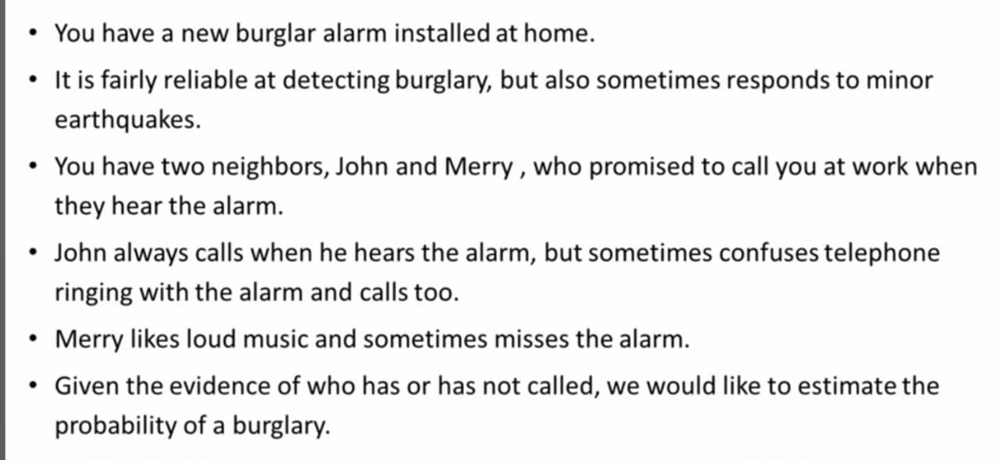 • You have a new burglar alarm installed at home.
• It is fairly reliable at detecting burglary, but also sometimes responds to minor
earthquakes.
• You have two neighbors, John and Merry , who promised to call you at work when
they hear the alarm.
• John always calls when he hears the alarm, but sometimes confuses telephone
ringing with the alarm and calls too.
• Merry likes loud music and sometimes misses the alarm.
• Given the evidence of who has or has not called, we would like to estimate the
probability of a burglary.